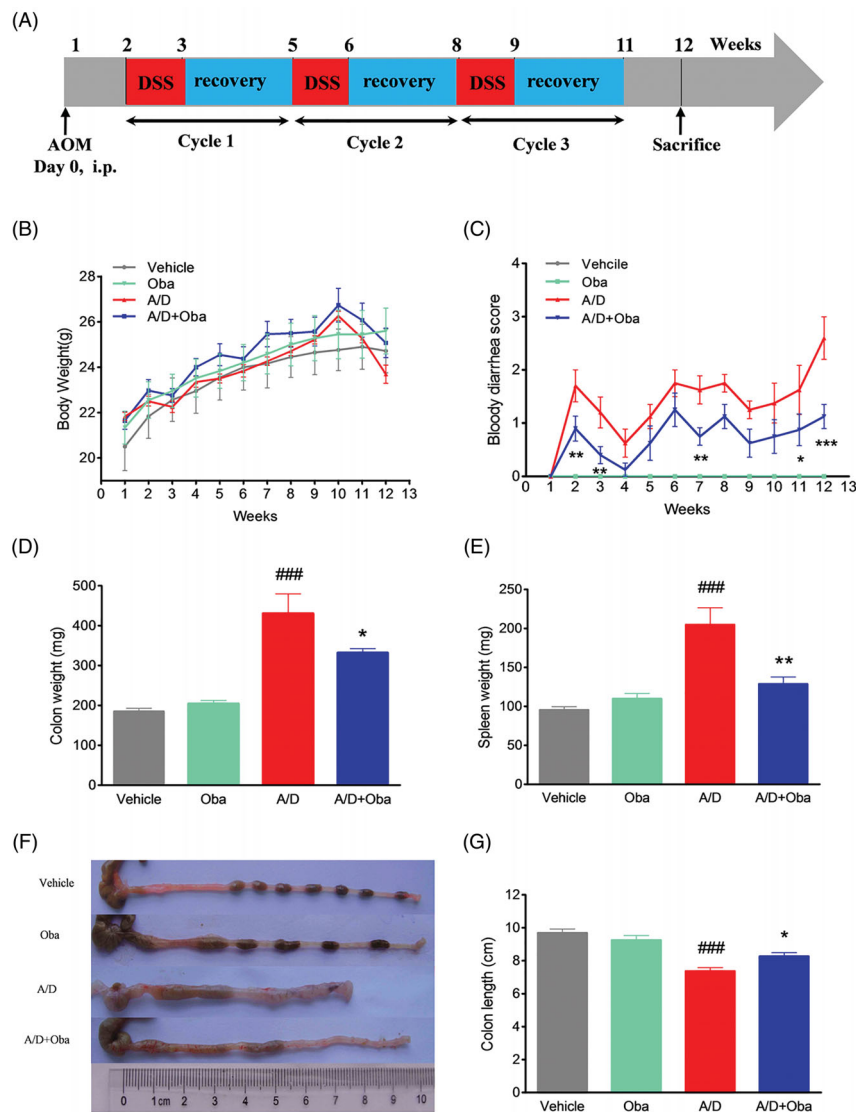 (A)
1 2 3 5 6 8 9 11 12 Weeks
DSS recovery DSS recovery DSS recovery
Cycle 1 Cycle 2 Cycle 3
AOM
Day 0, i.p.
Sacrifice
(B)
Vehicle
Oba
A/D
A/D+Oba
Body Weight(g)
28
26
24
22
20
0 1 2 3 4 5 6 7 8 9 10 11 12 13
Weeks
(C)
Vehcile
Oba
A/D
A/D+Oba
Bloody diarrhea score
4
3
2
1
0
** ** ** * ***
0 1 2 3 4 5 6 7 8 9 10 11 12 13
Weeks
(D)
Colon weight (mg)
500
400
300
200
100
0
###
*
Vehicle Oba A/D A/D+Oba
(E)
Spleen weight (mg)
250
200
150
100
50
0
###
**
Vehicle Oba A/D A/D+Oba
(F)
Vehicle
Oba
A/D
A/D+Oba
0 1cm 2 3 4 5 6 7 8 9 10
(G)
Colon length (cm)
12
10
8
6
4
2
0
###
*
Vehicle Oba A/D A/D+Oba